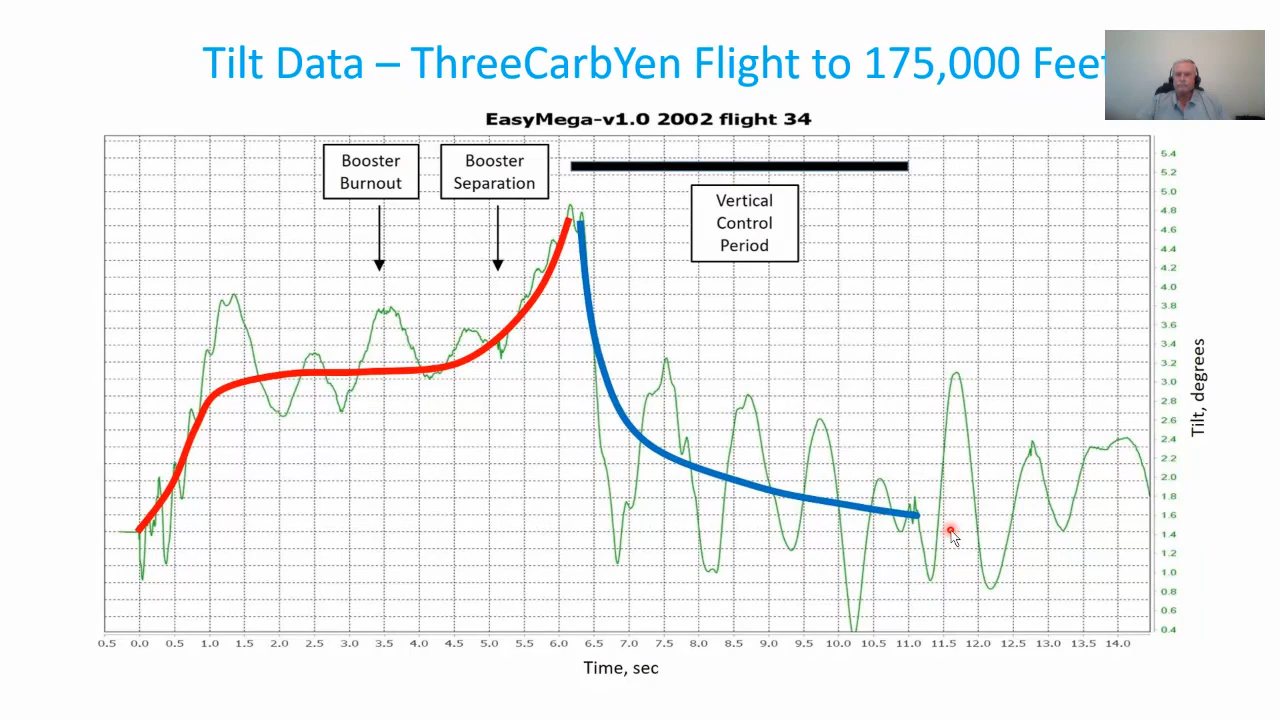 Tilt Data – ThreeCarbYen Flight to 175,000 Feet
EasyMega-v1.0 2002 flight 34
Booster
Burnout
Booster
Separation
Vertical
Control
Period
5.4
5.2
5.0
4.8
4.6
4.4
4.2
4.0
3.8
3.6
3.4
3.2
3.0
2.8
2.6
2.4
2.2
2.0
1.8
1.6
1.4
1.2
1.0
0.8
0.6
0.4
Tilt, degrees
0.5 0.0 0.5 1.0 1.5 2.0 2.5 3.0 3.5 4.0 4.5 5.0 5.5 6.0 6.5 7.0 7.5 8.0 8.5 9.0 9.5 10.0 10.5 11.0 11.5 12.0 12.5 13.0 13.5 14.0
Time, sec